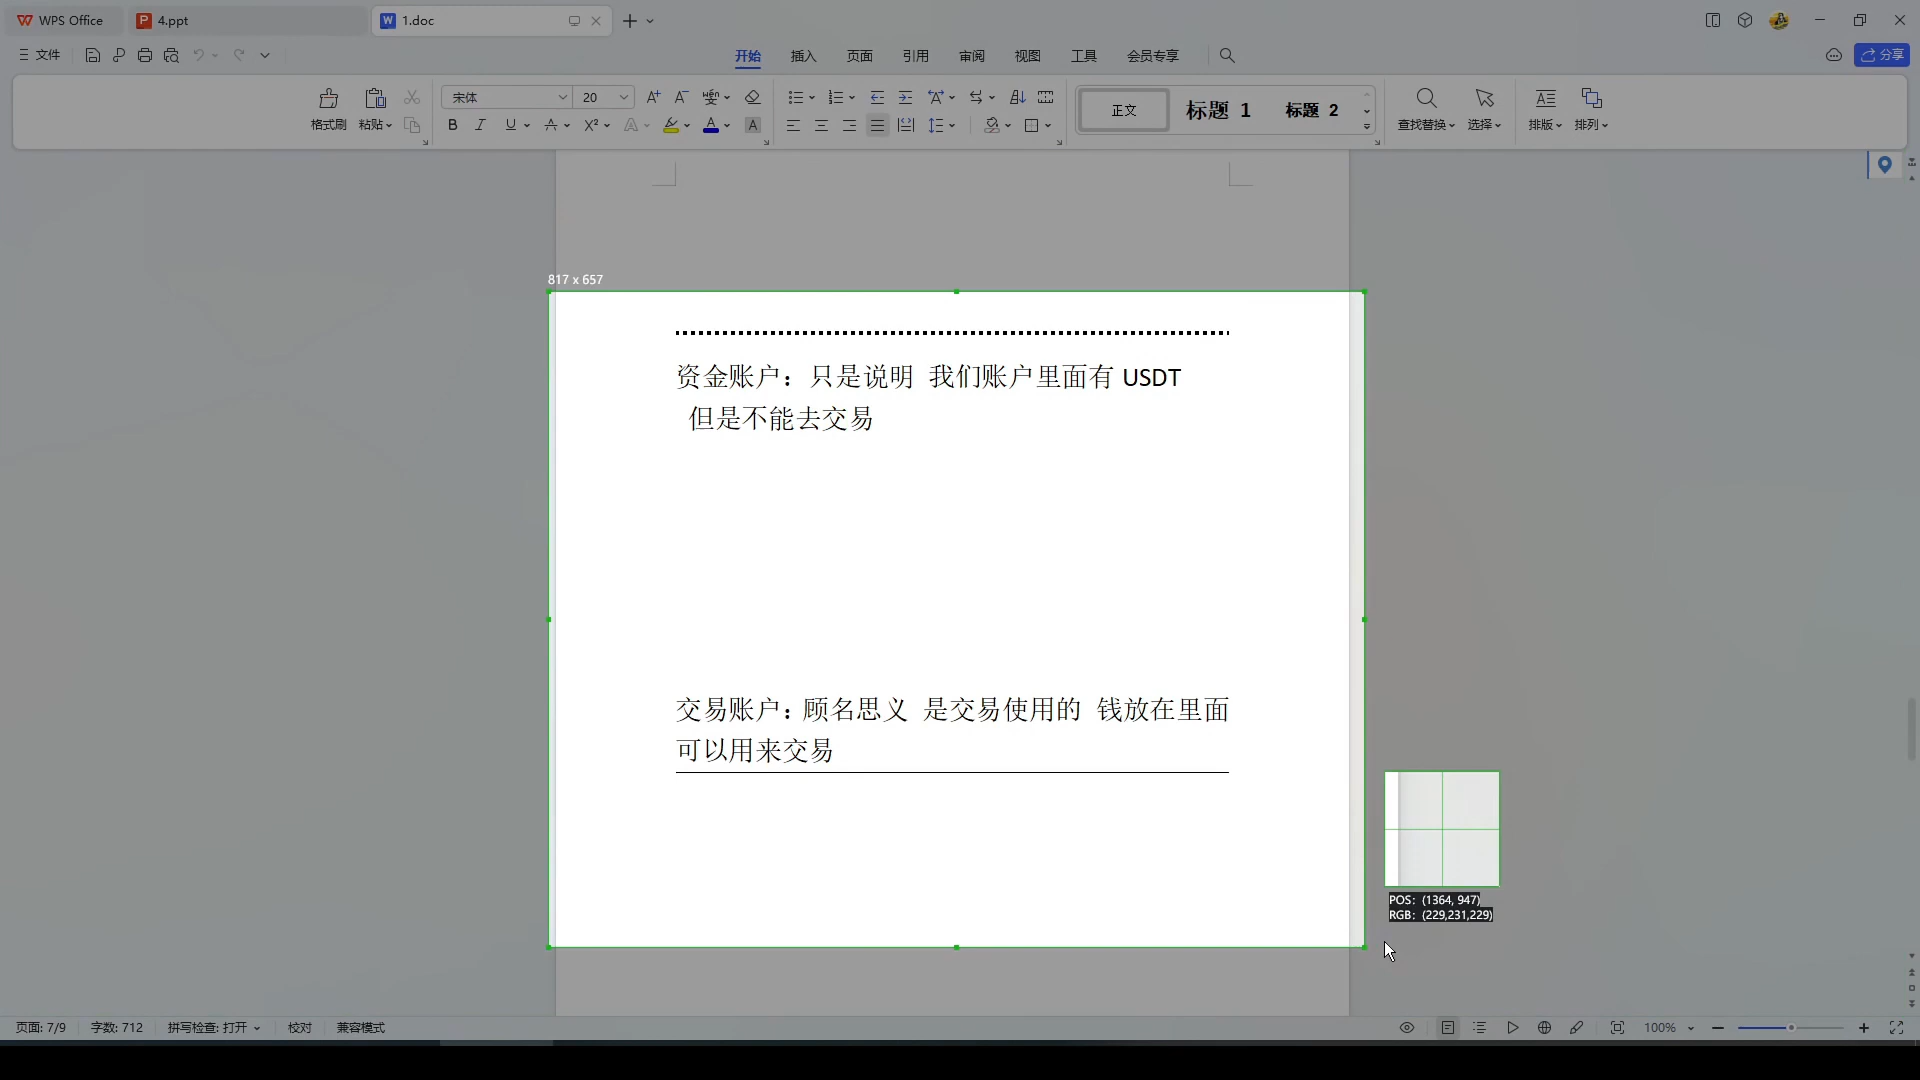 WPS Office
4.ppt
1.doc
文件
开始 插入 页面 引用 审阅 视图 工具 会员专享
分享
格式刷 粘贴
宋体 20
正文 标题 1 标题 2
查找替换 选择 排版 排列
817 x 657
资金账户：只是说明 我们账户里面有 USDT
但是不能去交易
交易账户：顾名思义 是交易使用的 钱放在里面
可以用来交易
POS: (1364, 947)
RGB: (229,231,229)
页面: 7/9 字数: 712 拼写检查: 打开 校对 兼容模式 100%